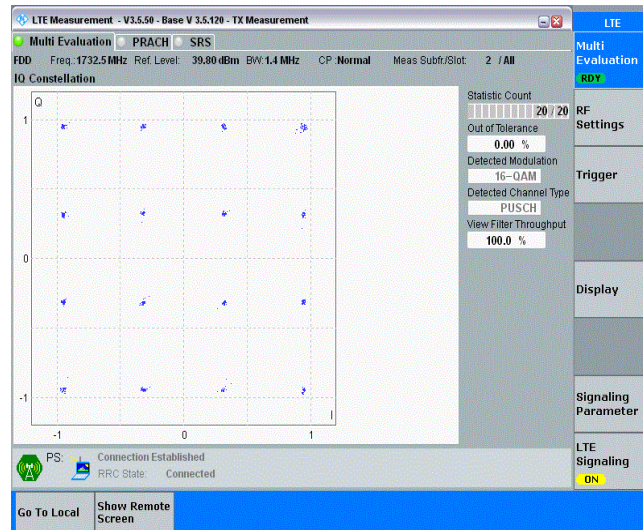 LTE Measurement - V3.5.50 - Base V 3.5.120 - TX Measurement
LTE
Multi Evaluation PRACH SRS
Multi
Evaluation
RDY
FDD Freq.:1732.5 MHz Ref. Level: 39.80 dBm BW:1.4 MHz CP :Normal Meas Subfr./Slot: 2 / All
IQ Constellation
Q
1
0
-1
-1 0 1
I
Statistic Count
20 / 20
Out of Tolerance
0.00 %
Detected Modulation
16-QAM
Detected Channel Type
PUSCH
View Filter Throughput
100.0 %
RF
Settings
Trigger
Display
Signaling
Parameter
LTE
Signaling
ON
PS: Connection Established
RRC State: Connected
Go To Local
Show Remote
Screen